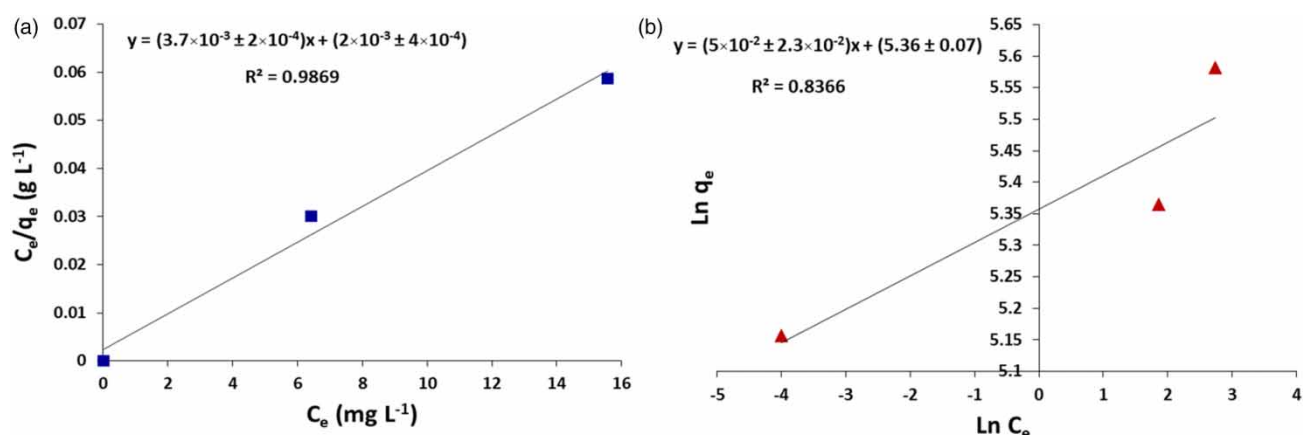 (a)
y = (3.7×10⁻³ ± 2×10⁻⁴)x + (2×10⁻³ ± 4×10⁻⁴)
R² = 0.9869
0.07
0.06
0.05
0.04
0.03
0.02
0.01
0
Cₑ/qₑ (g L⁻¹)
0 2 4 6 8 10 12 14 16
Cₑ (mg L⁻¹)
(b)
y = (5×10⁻² ± 2.3×10⁻²)x + (5.36 ± 0.07)
R² = 0.8366
5.65
5.6
5.55
5.5
5.45
5.4
5.35
5.3
5.25
5.2
5.15
5.1
Ln qₑ
-5 -4 -3 -2 -1 0 1 2 3 4
Ln Cₑ